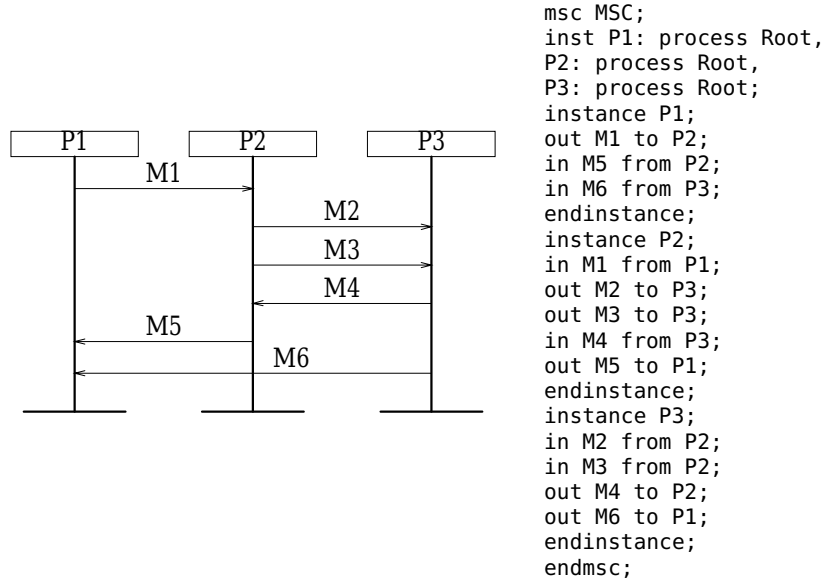 P1 P2 P3
M1
M2
M3
M4
M5
M6
msc MSC;
inst P1: process Root,
P2: process Root,
P3: process Root;
instance P1;
out M1 to P2;
in M5 from P2;
in M6 from P3;
endinstance;
instance P2;
in M1 from P1;
out M2 to P3;
out M3 to P3;
in M4 from P3;
out M5 to P1;
endinstance;
instance P3;
in M2 from P2;
in M3 from P2;
out M4 to P2;
out M6 to P1;
endinstance;
endmsc;